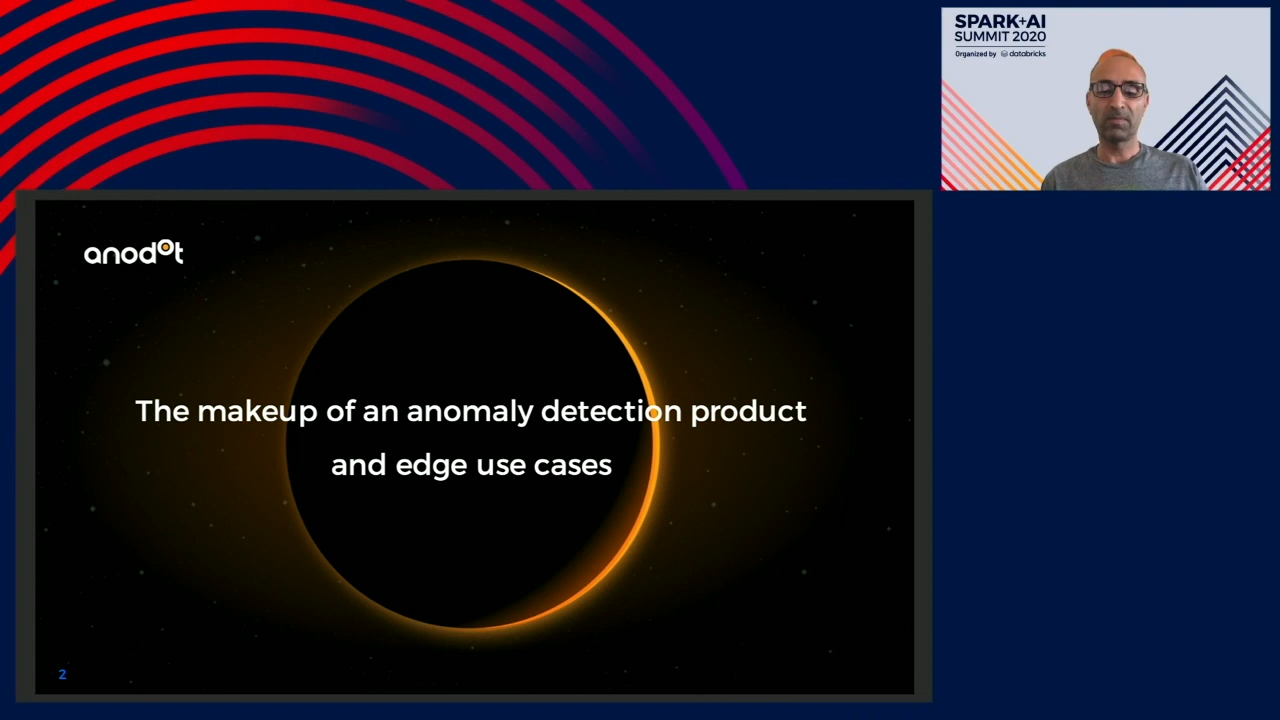 SPARK+AI
SUMMIT 2020
Organized by databricks
anodot
The makeup of an anomaly detection product
and edge use cases
2